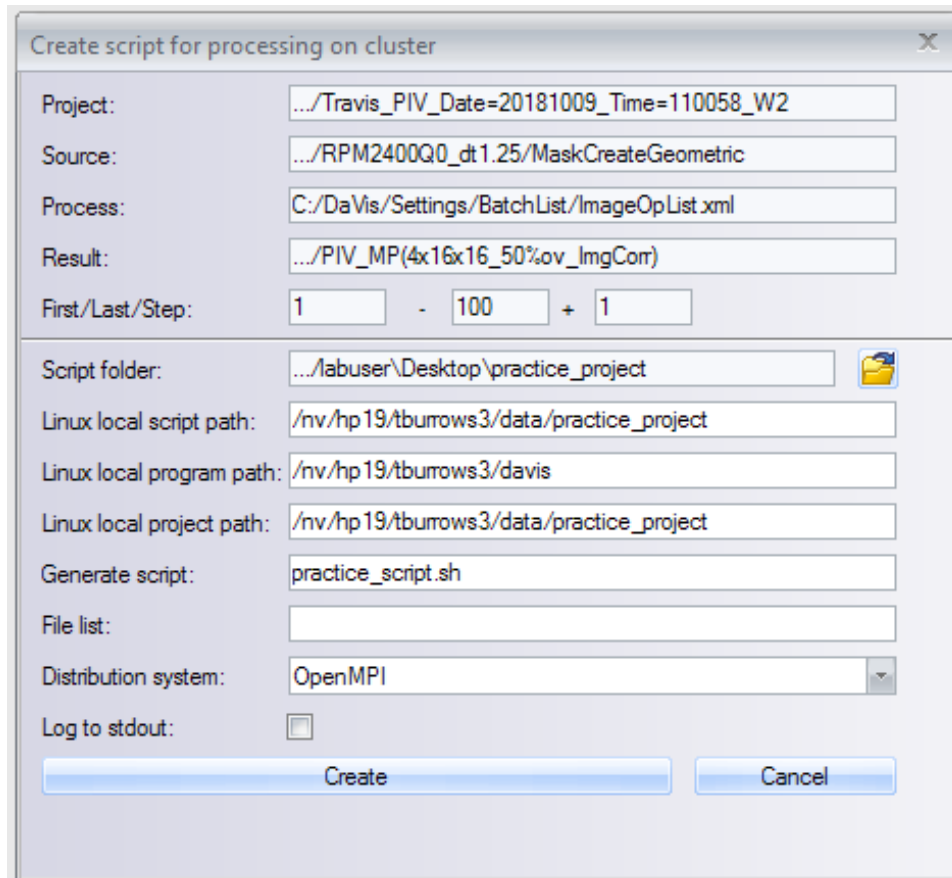 Create script for processing on cluster X
Project: .../Travis_PIV_Date=20181009_Time=110058_W2
Source: .../RPM2400Q0_dt1.25/MaskCreateGeometric
Process: C:/DaVis/Settings/BatchList/ImageOpList.xml
Result: .../PIV_MP(4x16x16_50%ov_ImgCorr)
First/Last/Step: 1 - 100 + 1
Script folder: .../labuser\Desktop\practice_project
Linux local script path: /nv/hp19/tburrows3/data/practice_project
Linux local program path: /nv/hp19/tburrows3/davis
Linux local project path: /nv/hp19/tburrows3/data/practice_project
Generate script: practice_script.sh
File list:
Distribution system: OpenMPI
Log to stdout:
Create Cancel